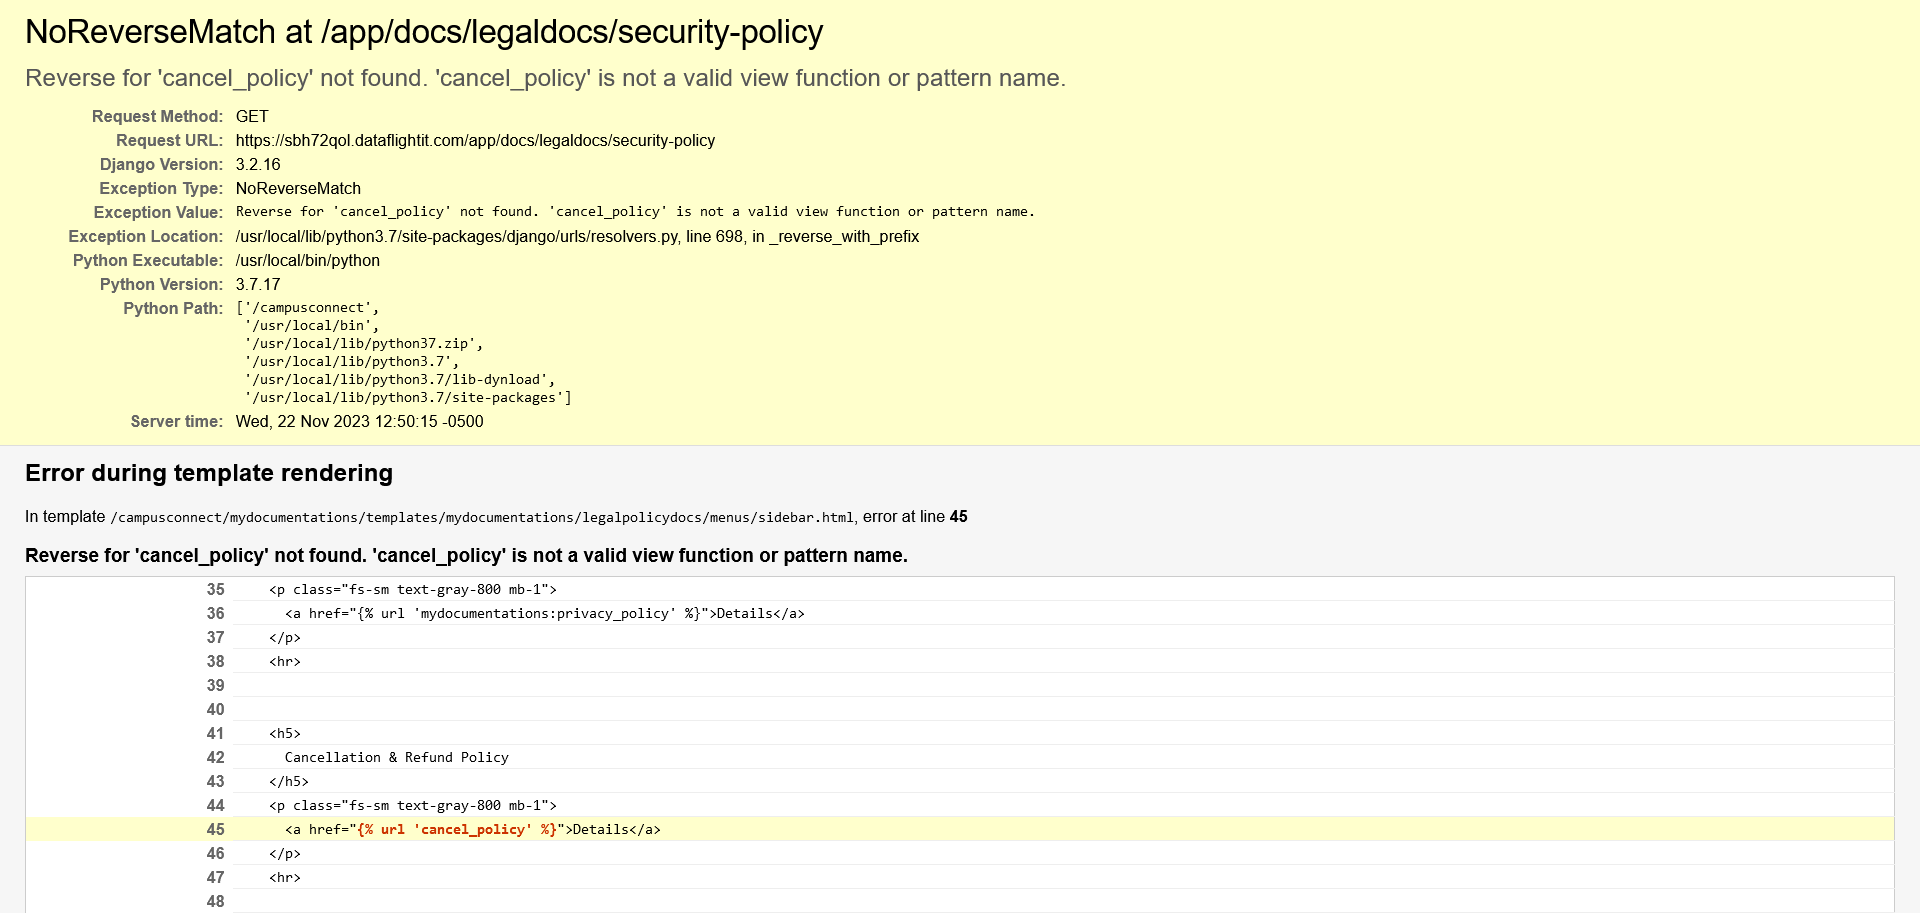 NoReverseMatch at /app/docs/legaldocs/security-policy
Reverse for 'cancel_policy' not found. 'cancel_policy' is not a valid view function or pattern name.
Request Method: GET
Request URL: https://sbh72qol.dataflightit.com/app/docs/legaldocs/security-policy
Django Version: 3.2.16
Exception Type: NoReverseMatch
Exception Value: Reverse for 'cancel_policy' not found. 'cancel_policy' is not a valid view function or pattern name.
Exception Location: /usr/local/lib/python3.7/site-packages/django/urls/resolvers.py, line 698, in _reverse_with_prefix
Python Executable: /usr/local/bin/python
Python Version: 3.7.17
Python Path: ['/campusconnect',
'/usr/local/bin',
'/usr/local/lib/python37.zip',
'/usr/local/lib/python3.7',
'/usr/local/lib/python3.7/lib-dynload',
'/usr/local/lib/python3.7/site-packages']
Server time: Wed, 22 Nov 2023 12:50:15 -0500
Error during template rendering
In template /campusconnect/mydocumentations/templates/mydocumentations/legalpolicydocs/menus/sidebar.html, error at line 45
Reverse for 'cancel_policy' not found. 'cancel_policy' is not a valid view function or pattern name.
35 <p class="fs-sm text-gray-800 mb-1">
36 <a href="{% url 'mydocumentations:privacy_policy' %}">Details</a>
37 </p>
38 <hr>
39
40
41 <h5>
42 Cancellation & Refund Policy
43 </h5>
44 <p class="fs-sm text-gray-800 mb-1">
45 <a href="{% url 'cancel_policy' %}">Details</a>
46 </p>
47 <hr>
48